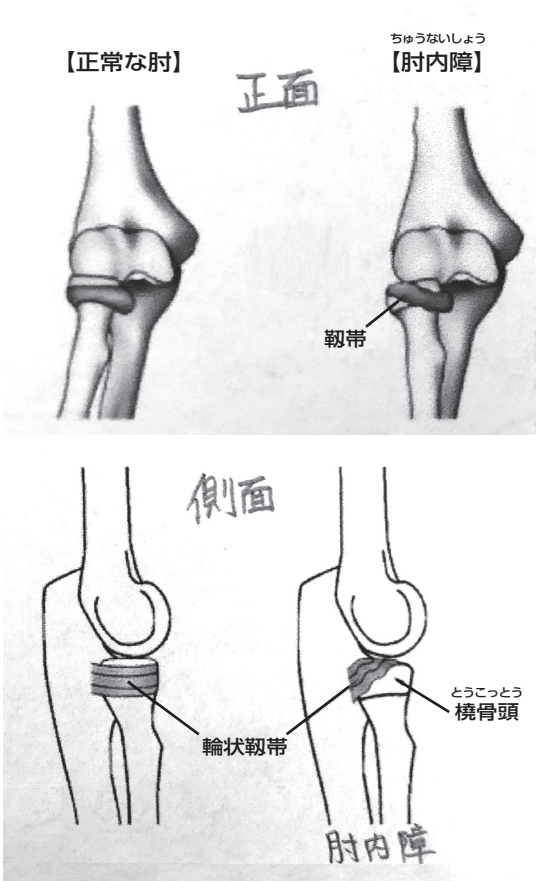 【正常な肘】
ちゅうないしょう
【肘内障】
正面
靱帯
側面
とうこっとう
橈骨頭
輪状靱帯
肘内障